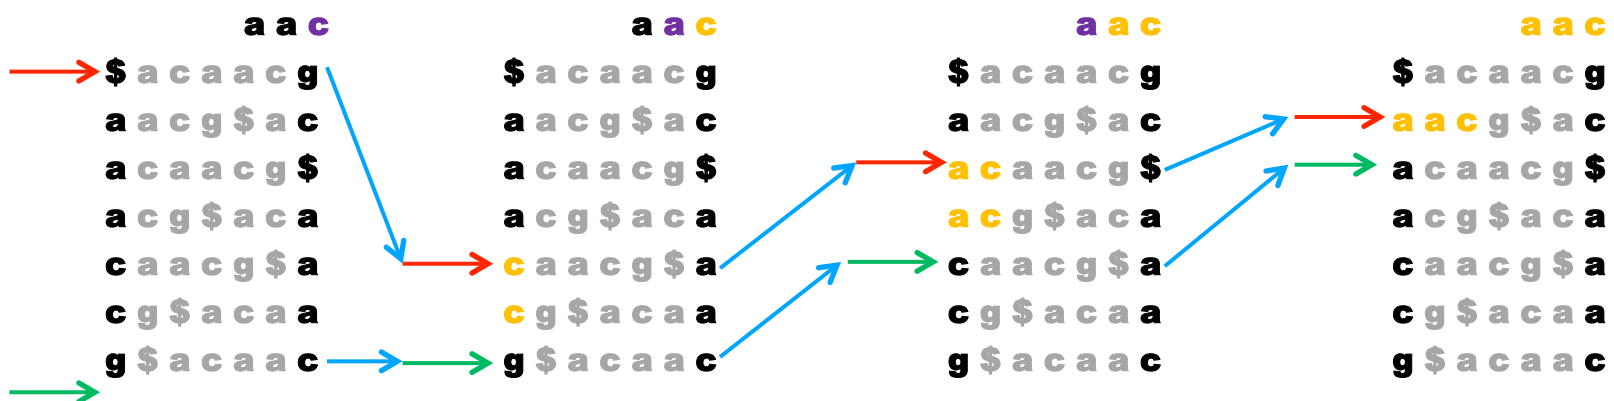 a a c a a c a a c a a c
$ a c a a c g $ a c a a c g $ a c a a c g $ a c a a c g
a a c g $ a c a a c g $ a c a a c g $ a c a a c g $ a c
a c a a c g $ a c a a c g $ a c a a c g $ a c a a c g $
a c g $ a c a a c g $ a c a a c g $ a c a a c g $ a c a
c a a c g $ a c a a c g $ a c a a c g $ a c a a c g $ a
c g $ a c a a c g $ a c a a c g $ a c a a c g $ a c a a
g $ a c a a c g $ a c a a c g $ a c a a c g $ a c a a c